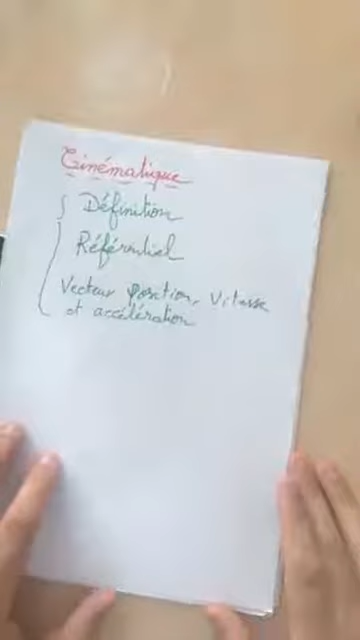 Cinématique
Définition
Référentiel
Vecteur position, vitesse
et accélération